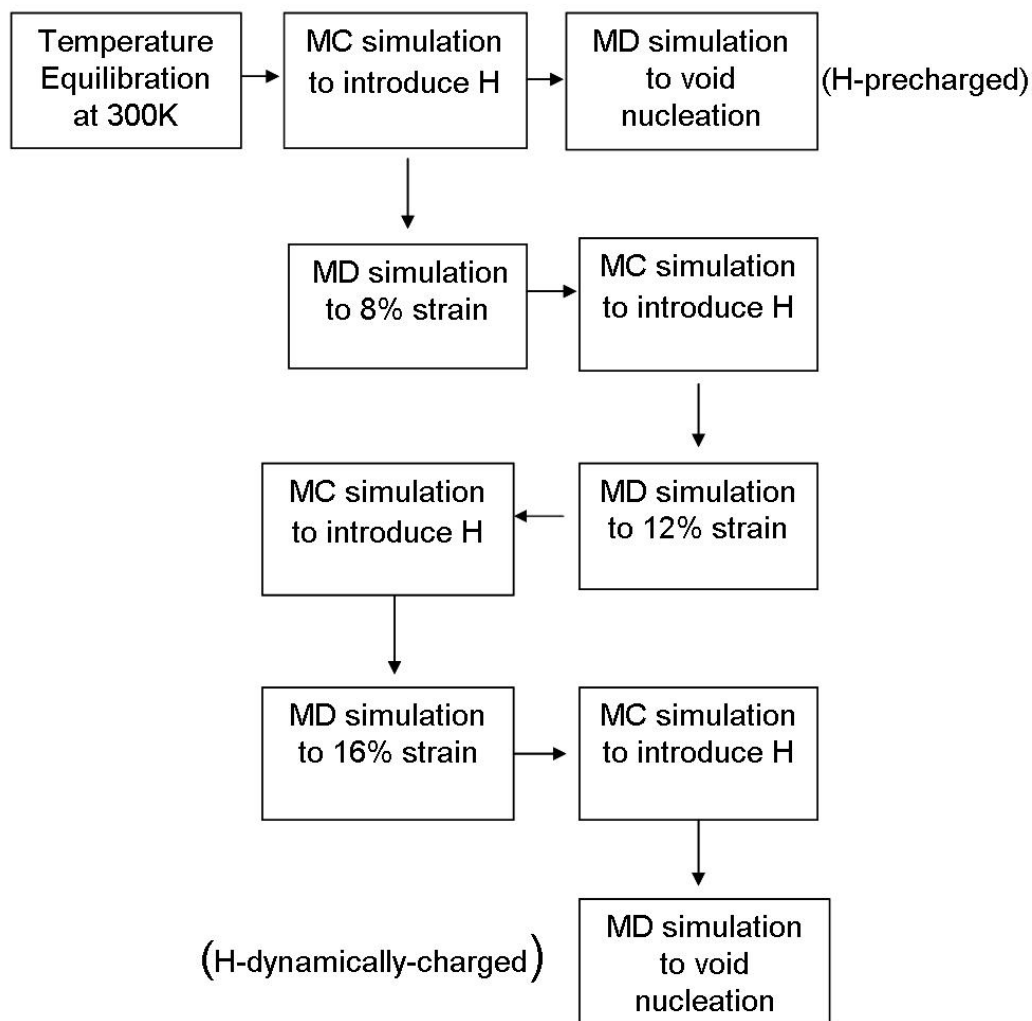 Temperature
Equilibration
at 300K
MC simulation
to introduce H
MD simulation
to void
nucleation
(H-precharged)
MD simulation
to 8% strain
MC simulation
to introduce H
MC simulation
to introduce H
MD simulation
to 12% strain
MD simulation
to 16% strain
MC simulation
to introduce H
(H-dynamically-charged)
MD simulation
to void
nucleation